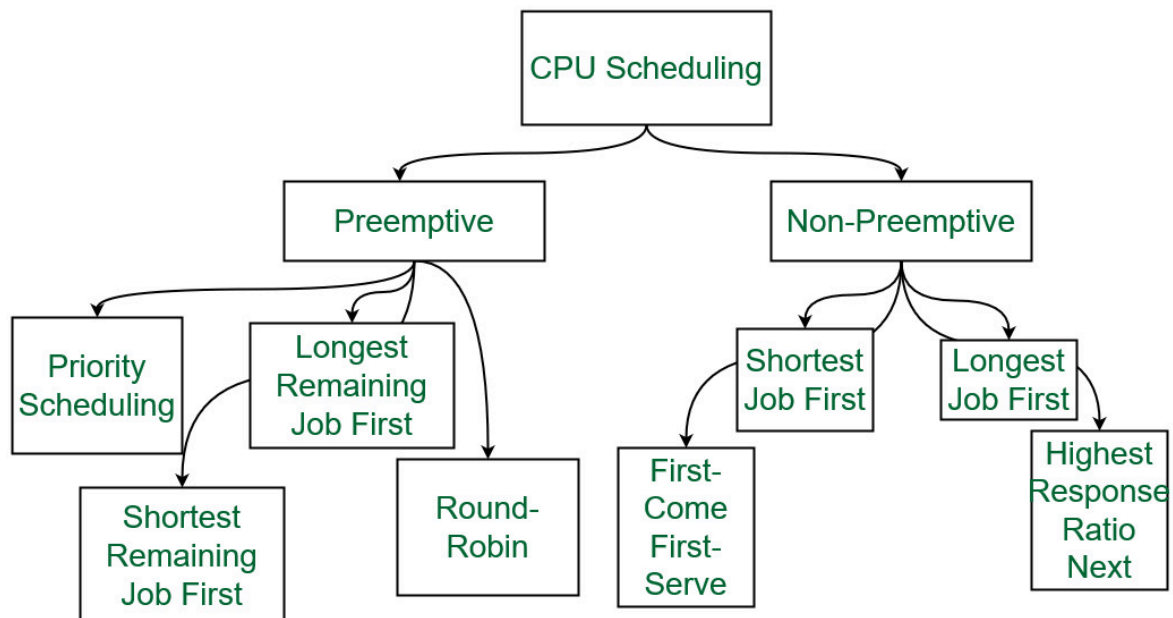 CPU Scheduling
Preemptive
Non-Preemptive
Priority
Scheduling
Longest
Remaining
Job First
Shortest
Job First
Longest
Job First
Shortest
Remaining
Job First
Round-
Robin
First-
Come
First-
Serve
Highest
Response
Ratio
Next